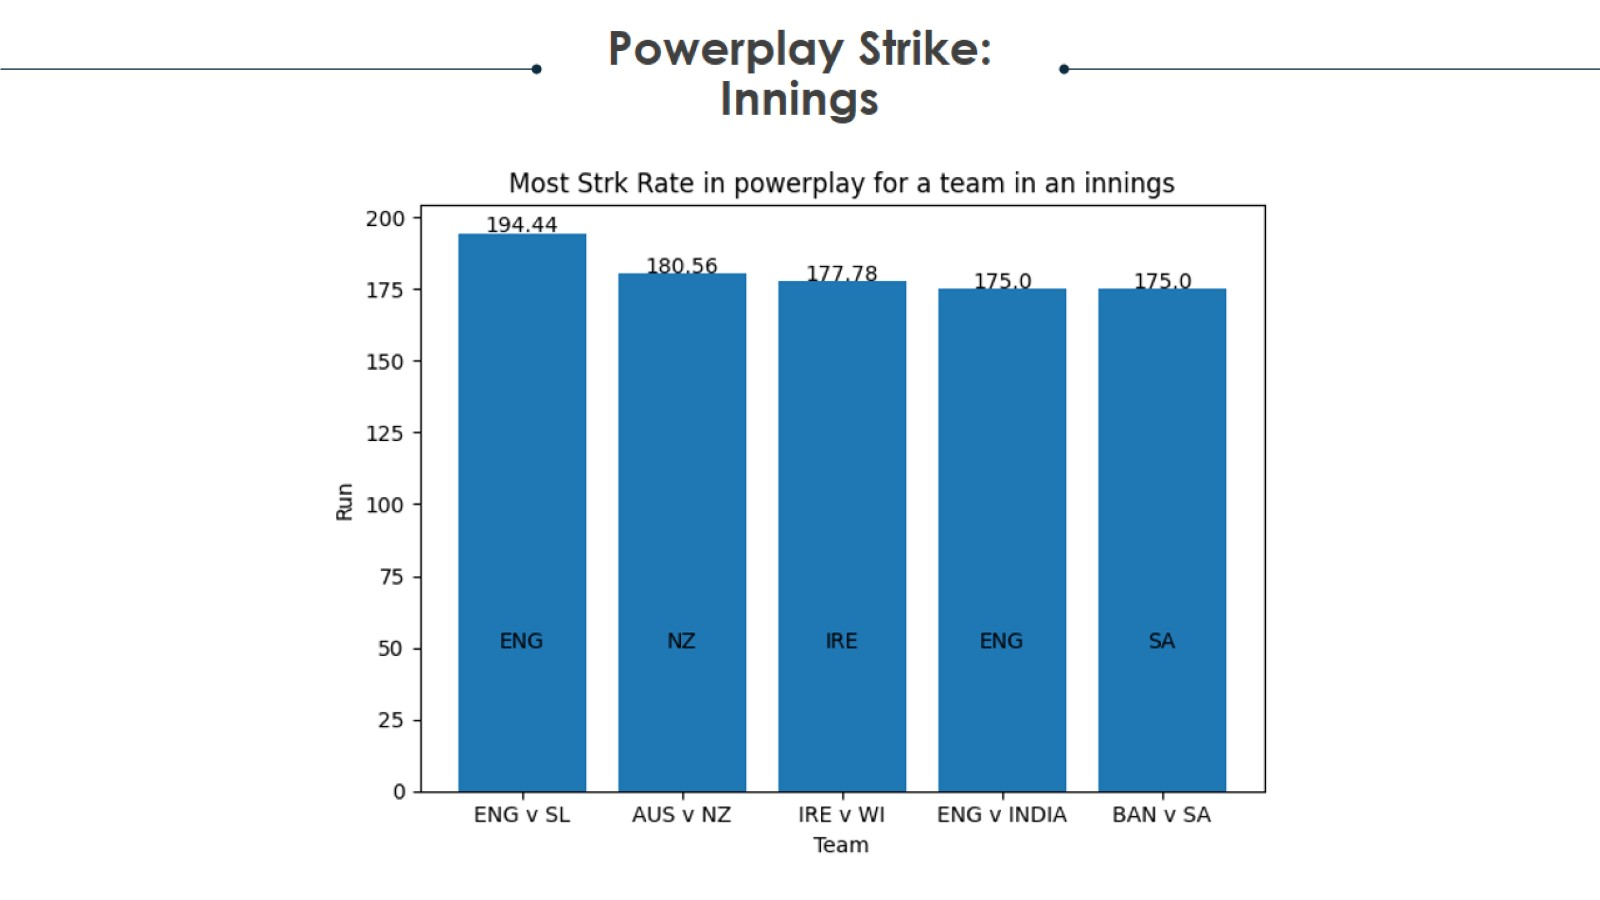 Powerplay Strike:
Innings
Most Strk Rate in powerplay for a team in an innings
200
175
150
125
100
75
50
25
0
Run
194.44
180.56
177.78
175.0
175.0
ENG
NZ
IRE
ENG
SA
ENG v SL
AUS v NZ
IRE v WI
ENG v INDIA
BAN v SA
Team